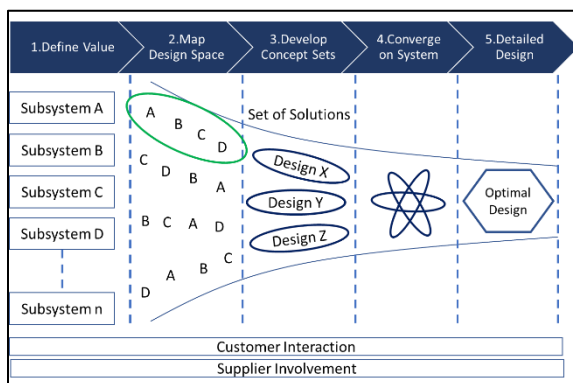 1.Define Value
2.Map
Design Space
3.Develop
Concept Sets
4.Converge
on System
5.Detailed
Design
Subsystem A
Subsystem B
Subsystem C
Subsystem D
Subsystem n
A
B
C
D
C
D
B
A
B
C
A
D
D
A
B
C
Set of Solutions
Design X
Design Y
Design Z
Optimal
Design
Customer Interaction
Supplier Involvement